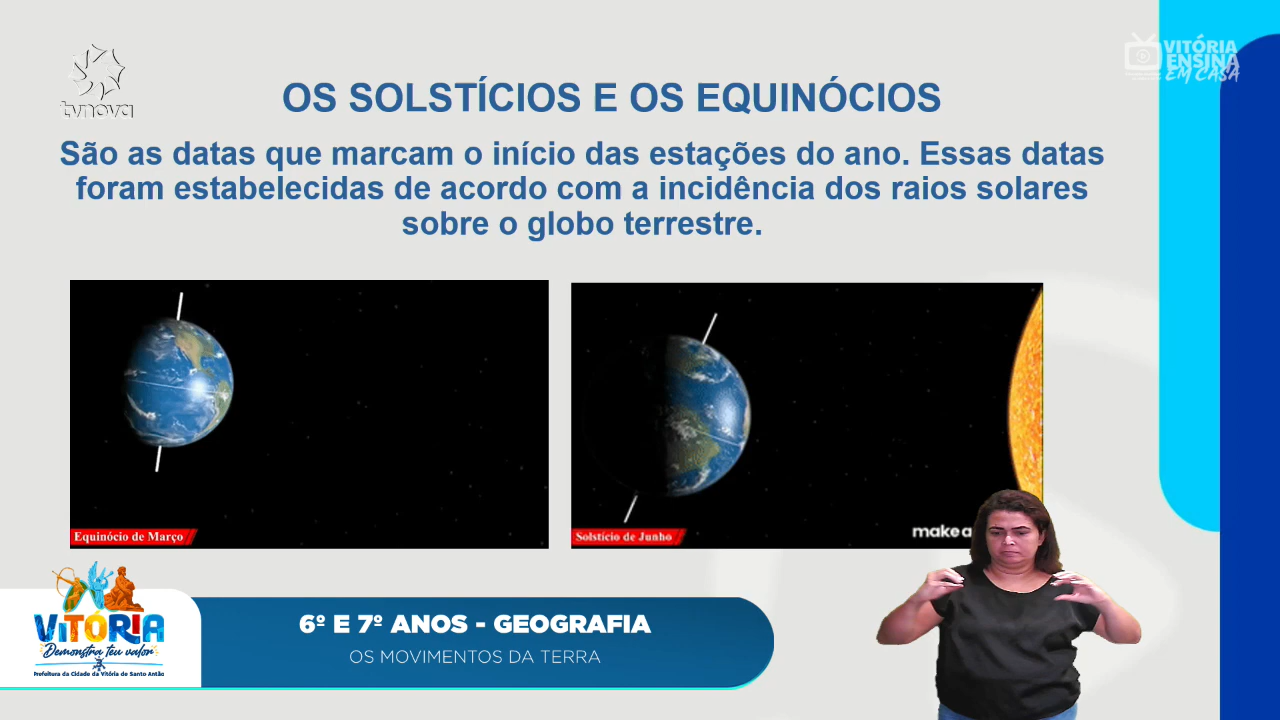 tvnova
VITÓRIA
ENSINA
EM CASA
OS SOLSTÍCIOS E OS EQUINÓCIOS
São as datas que marcam o início das estações do ano. Essas datas
foram estabelecidas de acordo com a incidência dos raios solares
sobre o globo terrestre.
Equinócio de Março
Solstício de Junho
make a
VITÓRIA
Demonstra teu valor
Prefeitura da Cidade da Vitória de Santo Antão
6º E 7º ANOS - GEOGRAFIA
OS MOVIMENTOS DA TERRA